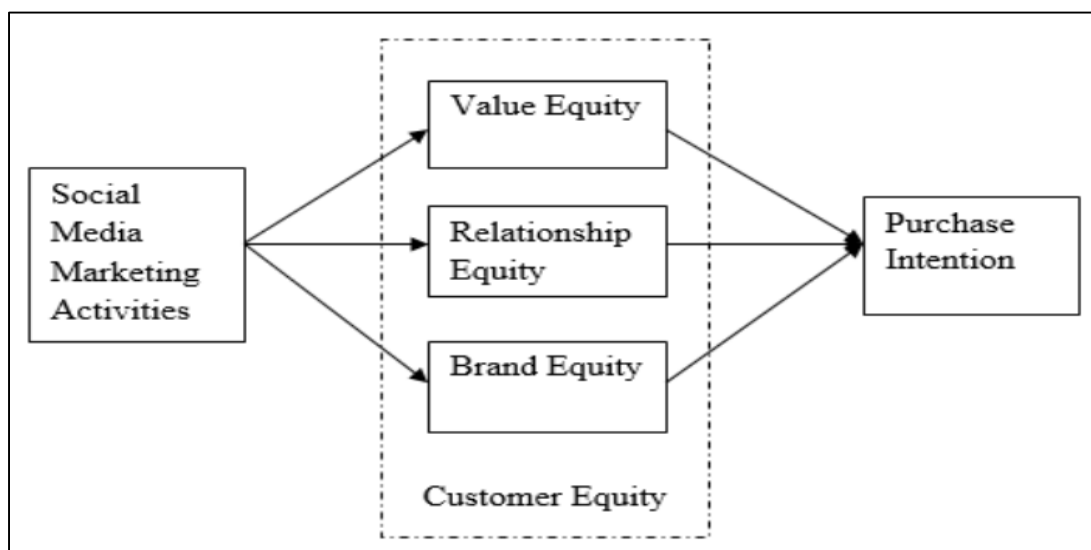 Social
Media
Marketing
Activities
Value Equity
Relationship
Equity
Brand Equity
Customer Equity
Purchase
Intention